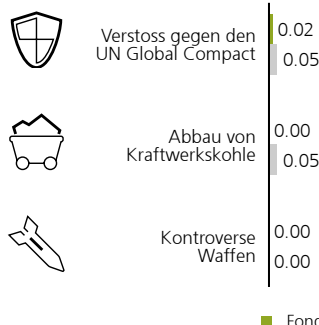 Verstoss gegen den 0.02
UN Global Compact 0.05
Abbau von 0.00
Kraftwerkskohle 0.05
Kontroverse 0.00
Waffen 0.00